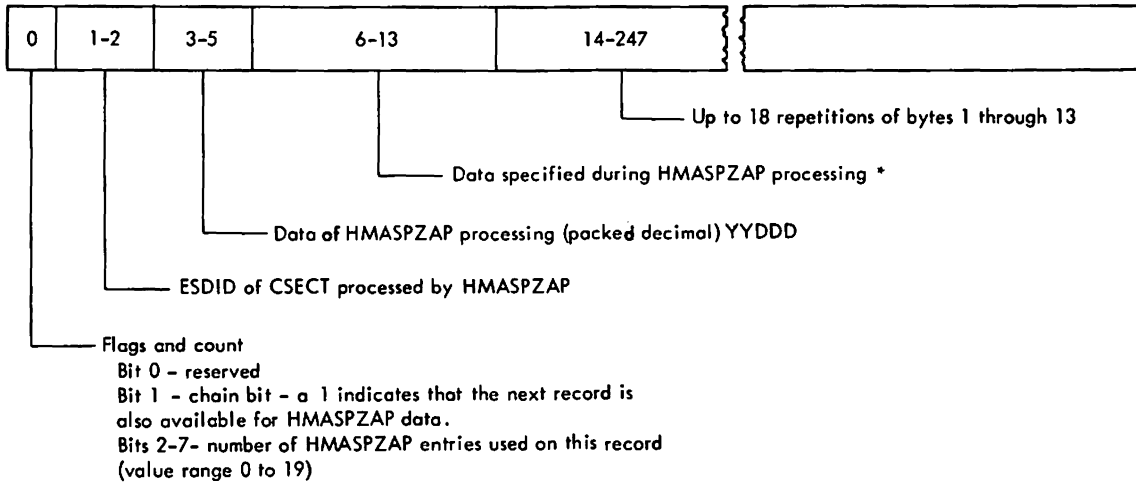 0 1-2 3-5 6-13 14-247
Up to 18 repetitions of bytes 1 through 13
Data specified during HMASPZAP processing *
Data of HMASPZAP processing (packed decimal) YYDDD
ESDID of CSECT processed by HMASPZAP
Flags and count
Bit 0 - reserved
Bit 1 - chain bit - a 1 indicates that the next record is
also available for HMASPZAP data.
Bits 2-7- number of HMASPZAP entries used on this record
(value range 0 to 19)